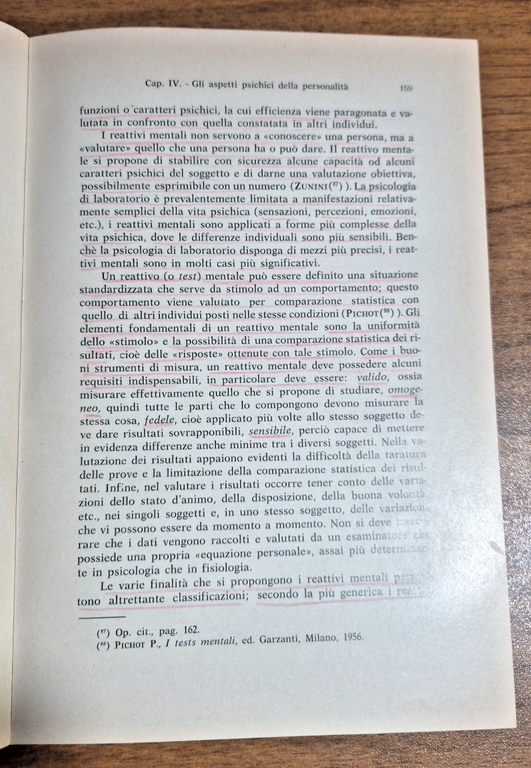 Cap. IV. - Gli aspetti psichici della personalità 159
funzioni o caratteri psichici, la cui efficienza viene paragonata e va-
lutata in confronto con quella constatata in altri individui.
I reattivi mentali non servono a «conoscere» una persona, ma a
«valutare» quello che una persona ha o può dare. Il reattivo menta-
le si propone di stabilire con sicurezza alcune capacità od alcuni
caratteri psichici del soggetto e di darne una valutazione obiettiva,
possibilmente esprimibile con un numero (ZUNINI(⁸⁷) ). La psicologia
di laboratorio è prevalentemente limitata a manifestazioni relativa-
mente semplici della vita psichica (sensazioni, percezioni, emozioni,
etc.), i reattivi mentali sono applicati a forme più complesse della
vita psichica, dove le differenze individuali sono più sensibili. Ben-
chè la psicologia di laboratorio disponga di mezzi più precisi, i reat-
tivi mentali sono in molti casi più significativi.
Un reattivo (o test) mentale può essere definito una situazione
standardizzata che serve da stimolo ad un comportamento; questo
comportamento viene valutato per comparazione statistica con
quello di altri individui posti nelle stesse condizioni (PICHOT(⁸⁸) ). Gli
elementi fondamentali di un reattivo mentale sono la uniformità
dello «stimolo» e la possibilità di una comparazione statistica dei ri-
sultati, cioè delle «risposte» ottenute con tale stimolo. Come i buo-
ni strumenti di misura, un reattivo mentale deve possedere alcuni
requisiti indispensabili, in particolare deve essere: valido, ossia
misurare effettivamente quello che si propone di studiare, omoge-
neo, quindi tutte le parti che lo compongono devono misurare la
stessa cosa, fedele, cioè applicato più volte allo stesso soggetto de-
ve dare risultati sovrapponibili, sensibile, perciò capace di mettere
in evidenza differenze anche minime tra i diversi soggetti. Nella va-
lutazione dei risultati appaiono evidenti la difficoltà della taratura
delle prove e la limitazione della comparazione statistica dei risul
tati. Infine, nel valutare i risultati occorre tener conto delle varia-
zioni dello stato d'animo, della disposizione, della buona volontà
etc., nei singoli soggetti e, in uno stesso soggetto, delle variazioni
che vi possono essere da momento a momento. Non si deve
rare che i dati vengono raccolti e valutati da un esaminatore che
possiede una propria «equazione personale», assai più determinan-
te in psicologia che in fisiologia.
Le varie finalità che si propongono i reattivi mentali
tono altrettante classificazioni; secondo la più generica i
(⁸⁷) Op. cit., pag. 162.
(⁸⁸) PICHOT P., I tests mentali, ed. Garzanti, Milano, 1956.